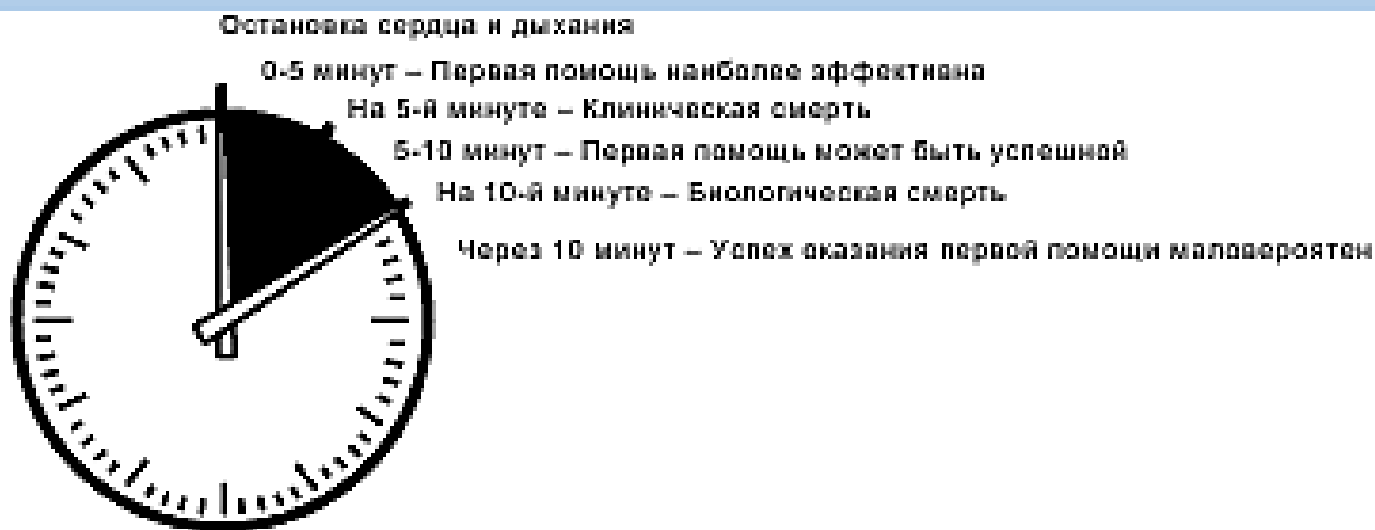 Остановка сердца и дыхания
0-5 минут – Первая помощь наиболее эффективна
На 5-й минуте – Клиническая смерть
5-10 минут – Первая помощь может быть успешной
На 10-й минуте – Биологическая смерть
Через 10 минут – Успех оказания первой помощи маловероятен